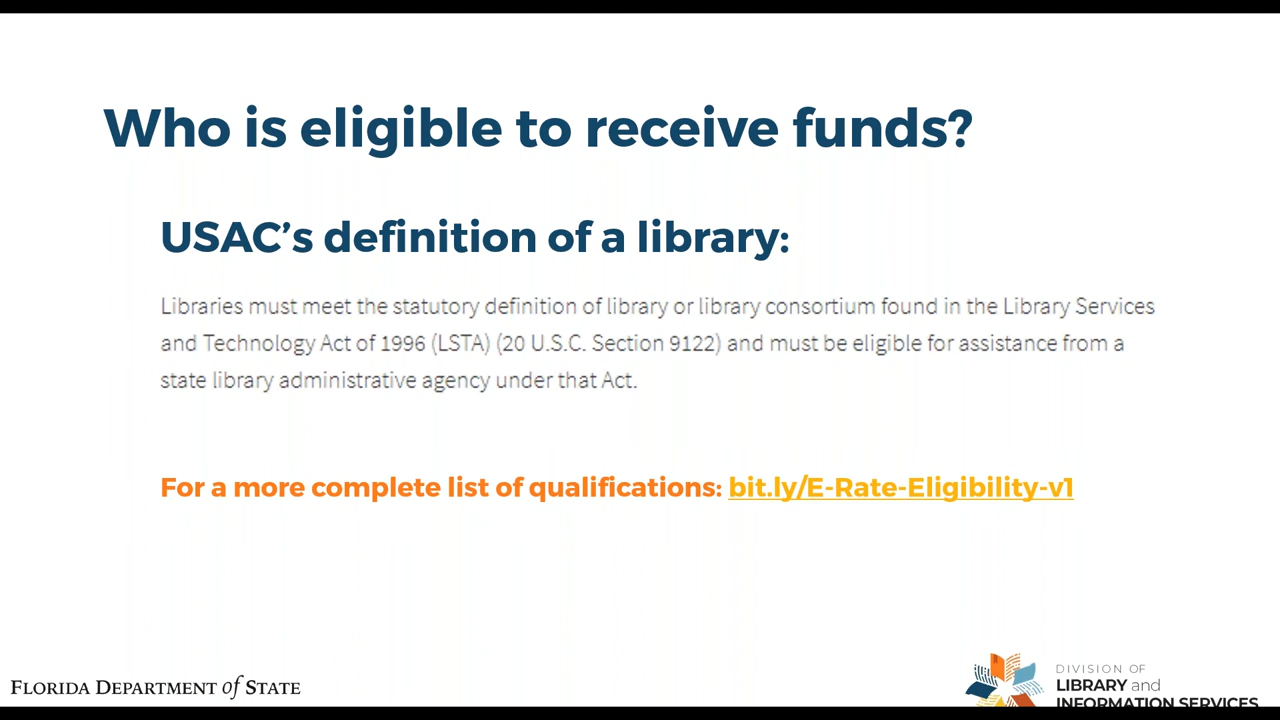 Who is eligible to receive funds?
USAC’s definition of a library:
Libraries must meet the statutory definition of library or library consortium found in the Library Services
and Technology Act of 1996 (LSTA) (20 U.S.C. Section 9122) and must be eligible for assistance from a
state library administrative agency under that Act.
For a more complete list of qualifications: bit.ly/E-Rate-Eligibility-v1
FLORIDA DEPARTMENT of STATE
DIVISION OF
LIBRARY and
INFORMATION SERVICES